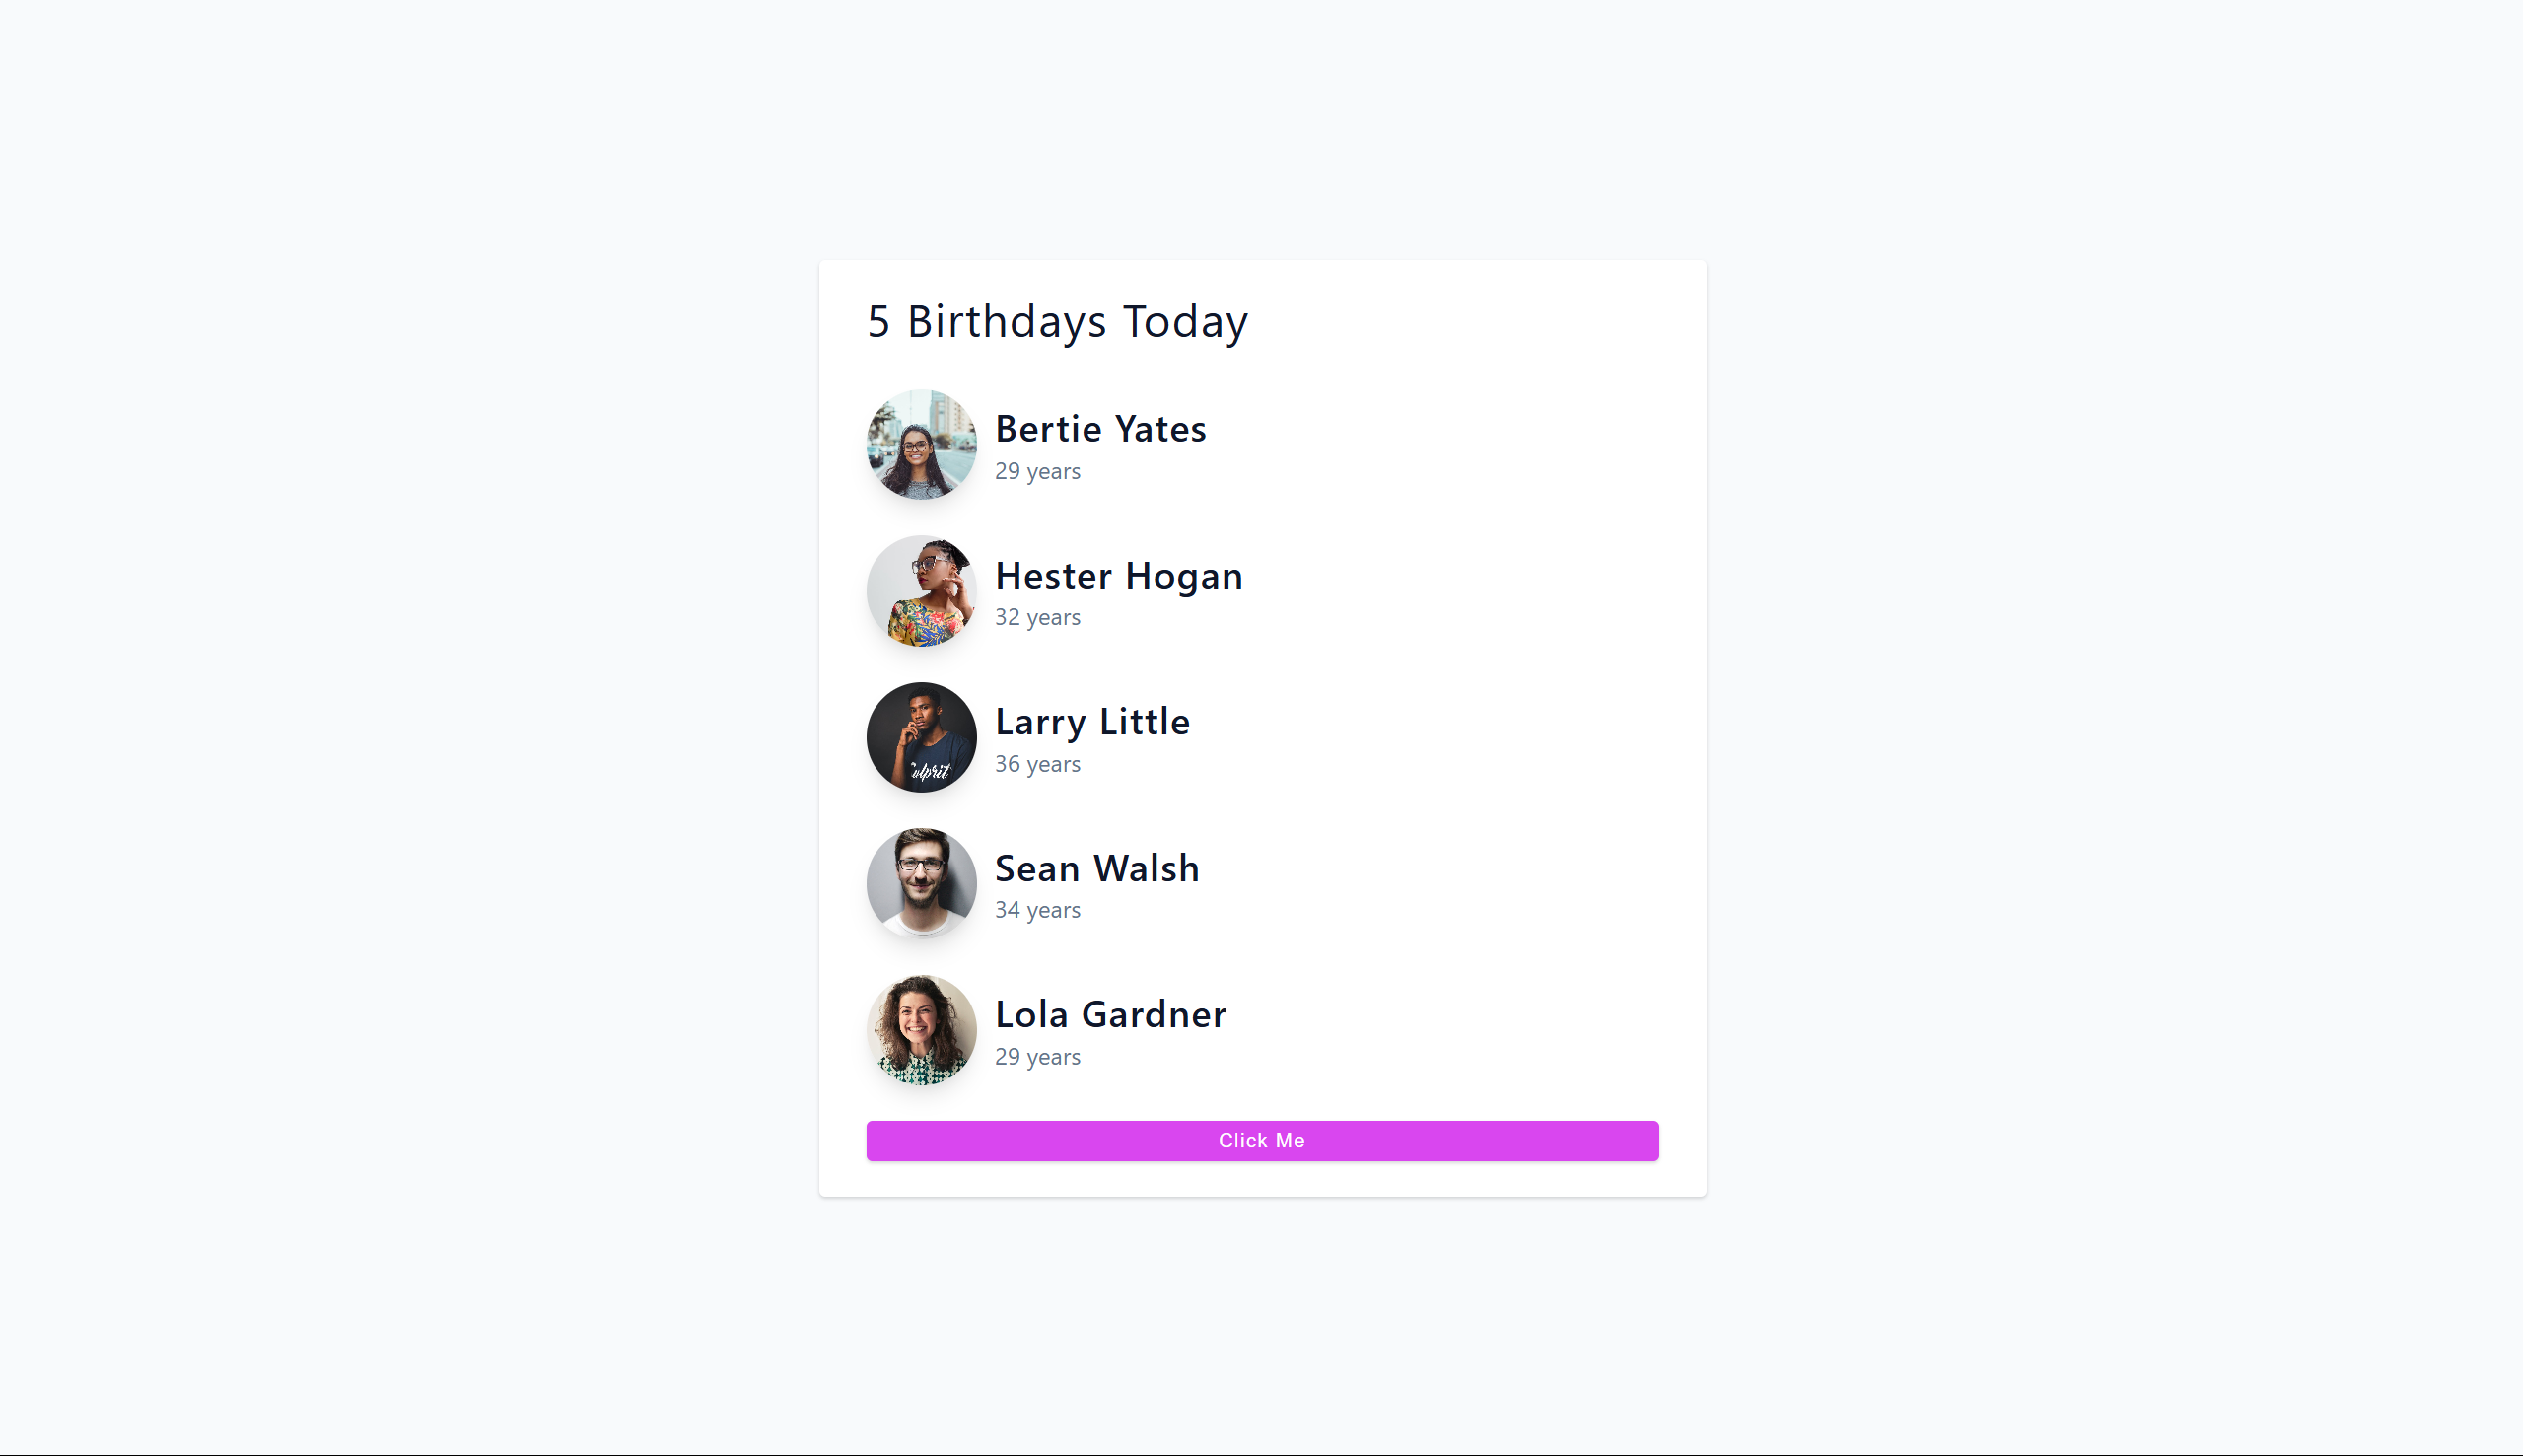 5 Birthdays Today
Bertie Yates
29 years
Hester Hogan
32 years
Larry Little
36 years
ulprit
Sean Walsh
34 years
Lola Gardner
29 years
Click Me